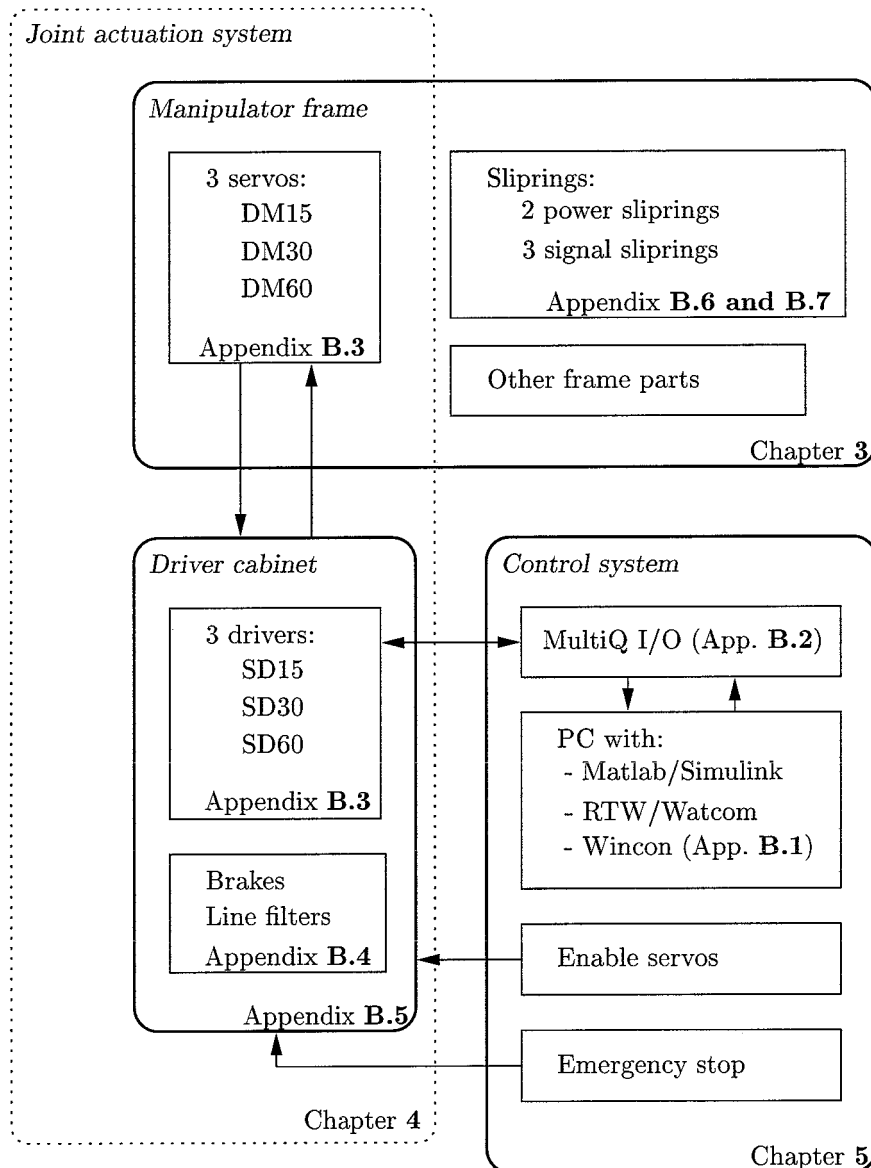 Joint actuation system
Manipulator frame
3 servos:
DM15
DM30
DM60
Appendix B.3
Sliprings:
2 power sliprings
3 signal sliprings
Appendix B.6 and B.7
Other frame parts
Chapter 3
Driver cabinet
3 drivers:
SD15
SD30
SD60
Appendix B.3
Brakes
Line filters
Appendix B.4
Appendix B.5
Chapter 4
Control system
MultiQ I/O (App. B.2)
PC with:
- Matlab/Simulink
- RTW/Watcom
- Wincon (App. B.1)
Enable servos
Emergency stop
Chapter 5